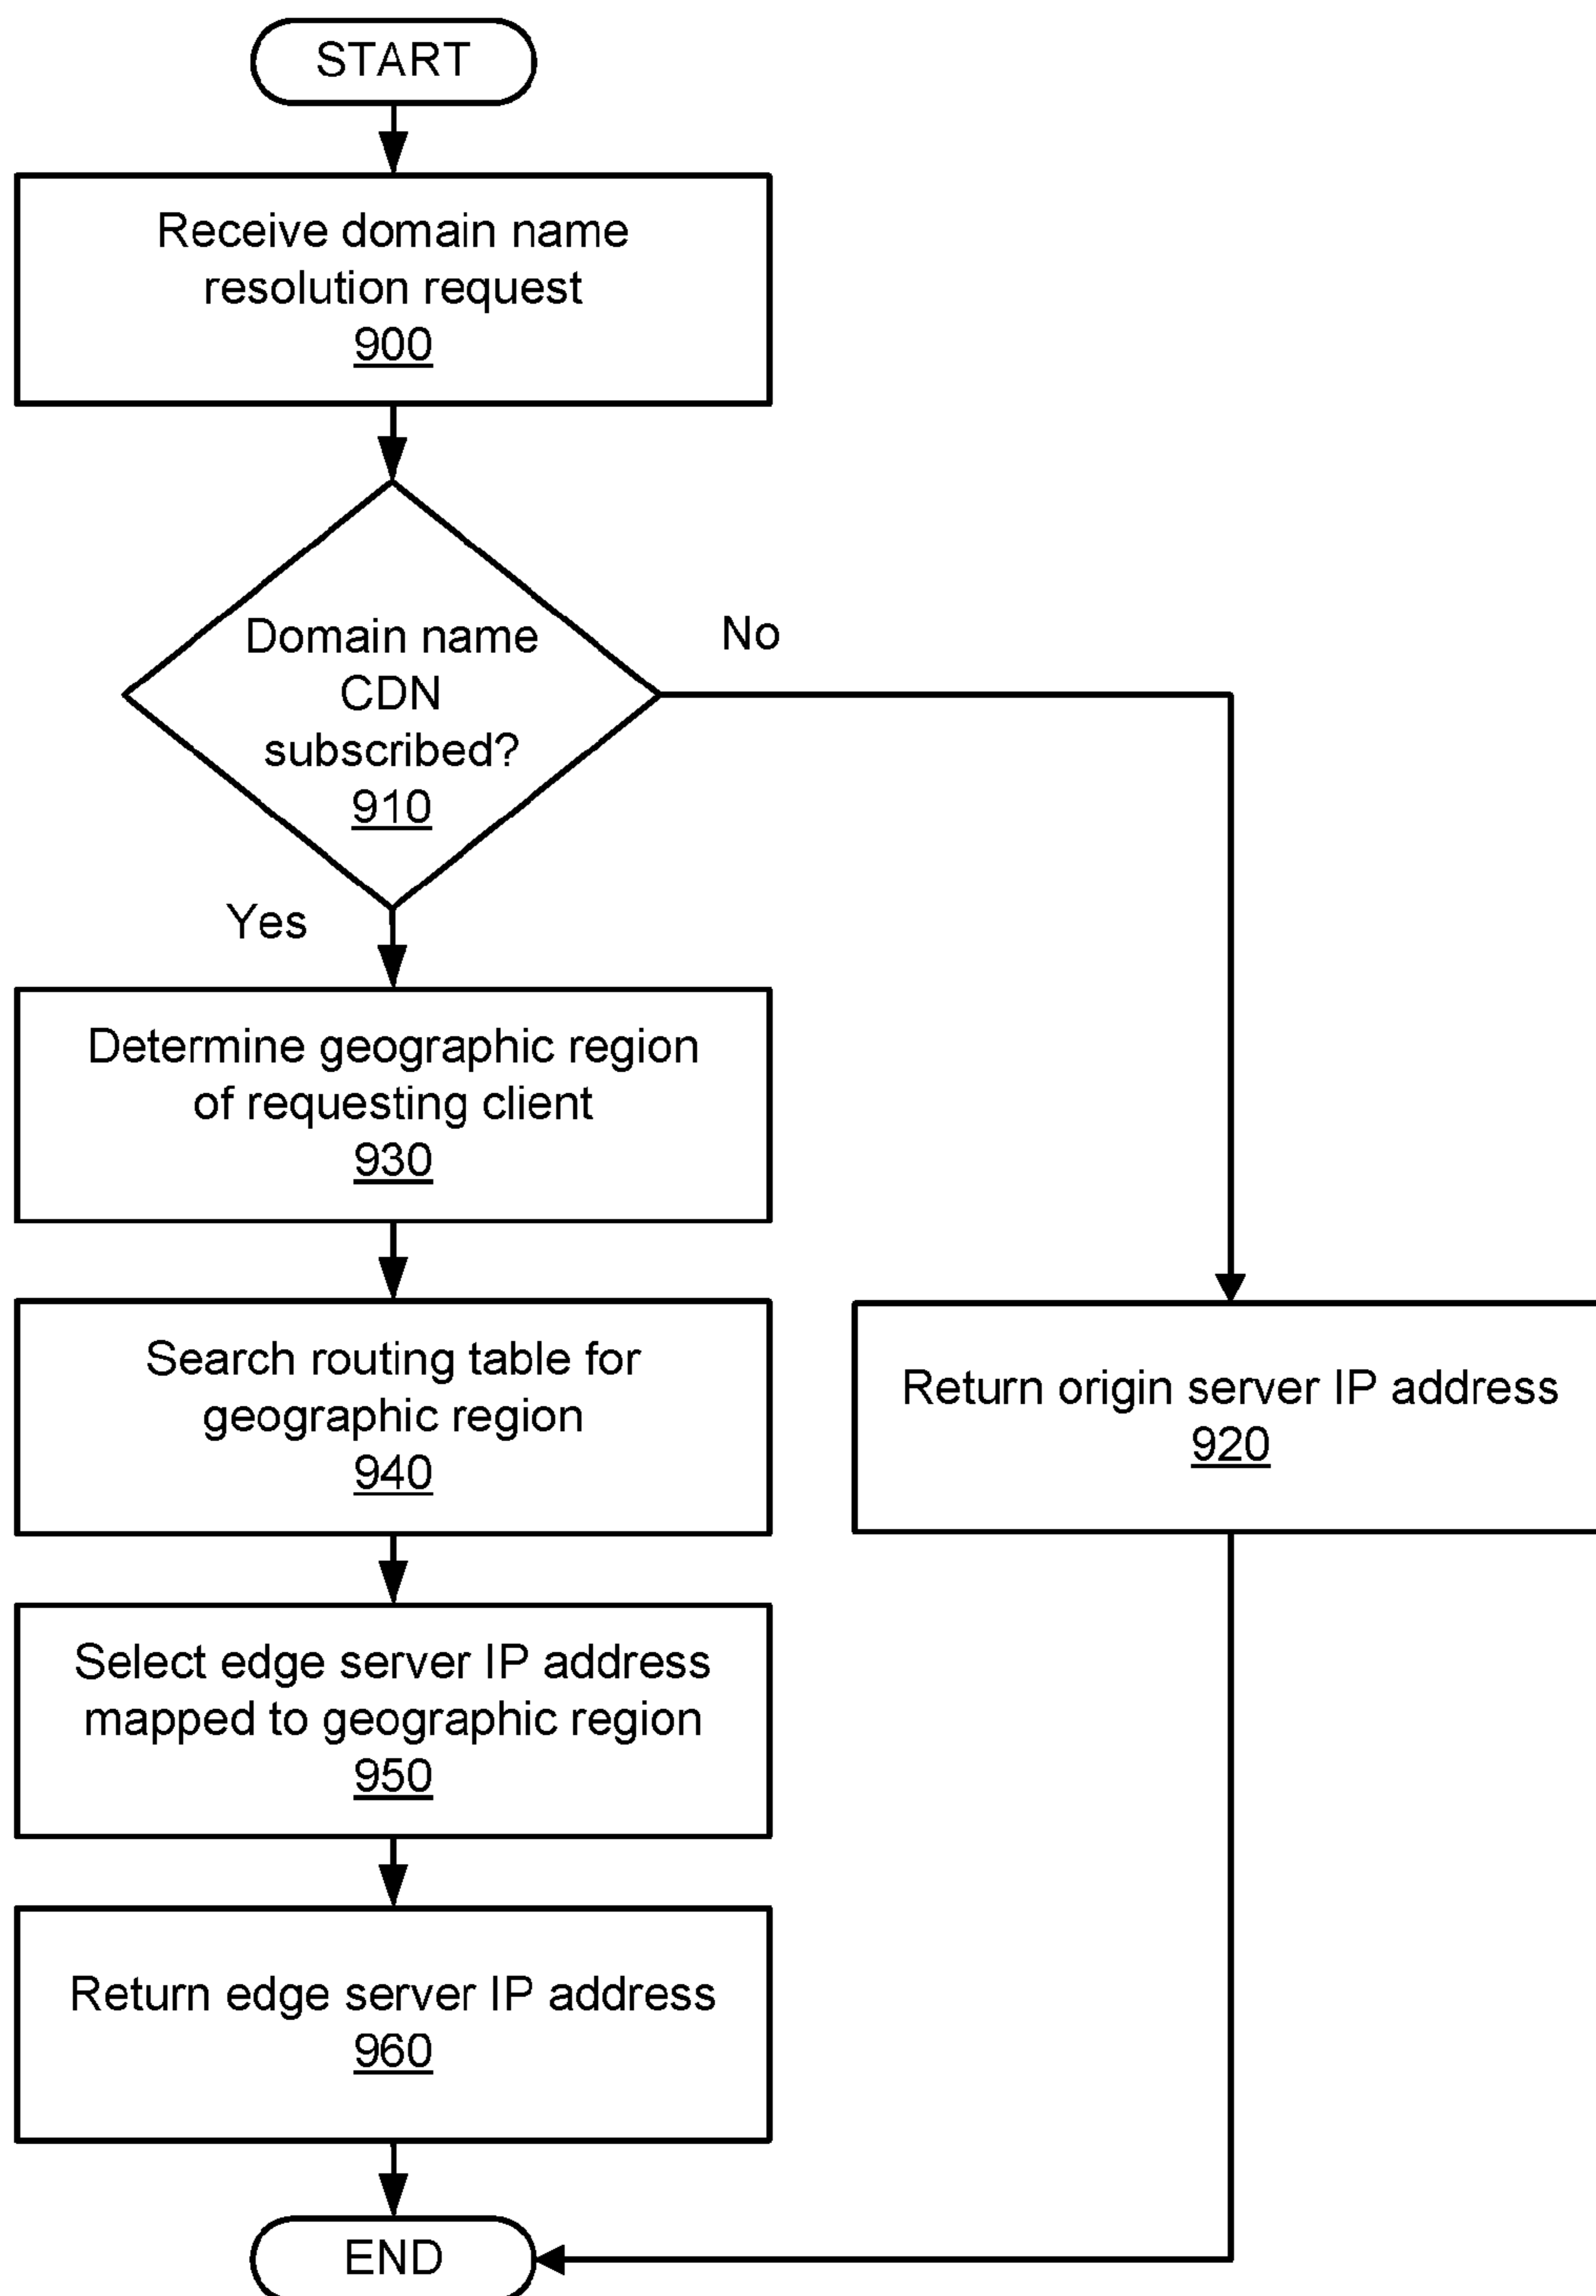 START
Receive domain name
resolution request
900
Domain name
CDN
subscribed?
910
No
Yes
Determine geographic region
of requesting client
930
Search routing table for
geographic region
940
Return origin server IP address
920
Select edge server IP address
mapped to geographic region
950
Return edge server IP address
960
END